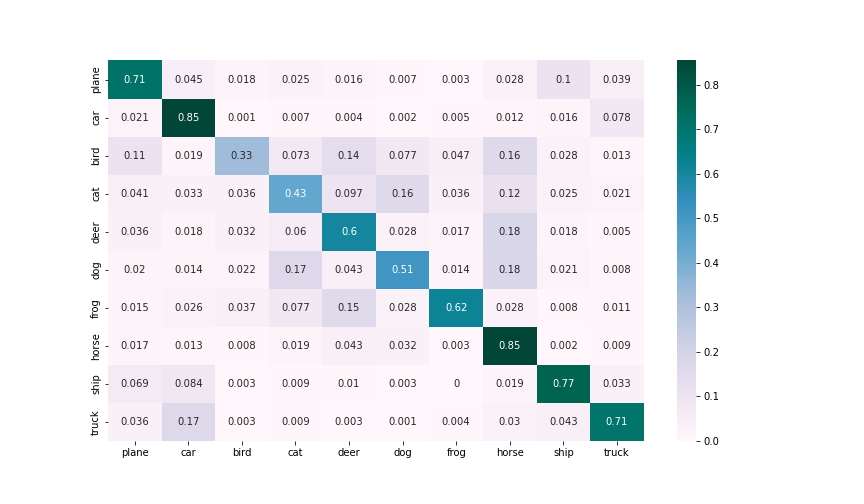 plane 0.71 0.045 0.018 0.025 0.016 0.007 0.003 0.028 0.1 0.039
car 0.021 0.85 0.001 0.007 0.004 0.002 0.005 0.012 0.016 0.078
bird 0.11 0.019 0.33 0.073 0.14 0.077 0.047 0.16 0.028 0.013
cat 0.041 0.033 0.036 0.43 0.097 0.16 0.036 0.12 0.025 0.021
deer 0.036 0.018 0.032 0.06 0.6 0.028 0.017 0.18 0.018 0.005
dog 0.02 0.014 0.022 0.17 0.043 0.51 0.014 0.18 0.021 0.008
frog 0.015 0.026 0.037 0.077 0.15 0.028 0.62 0.028 0.008 0.011
horse 0.017 0.013 0.008 0.019 0.043 0.032 0.003 0.85 0.002 0.009
ship 0.069 0.084 0.003 0.009 0.01 0.003 0 0.019 0.77 0.033
truck 0.036 0.17 0.003 0.009 0.003 0.001 0.004 0.03 0.043 0.71
plane car bird cat deer dog frog horse ship truck
0.8
0.7
0.6
0.5
0.4
0.3
0.2
0.1
0.0